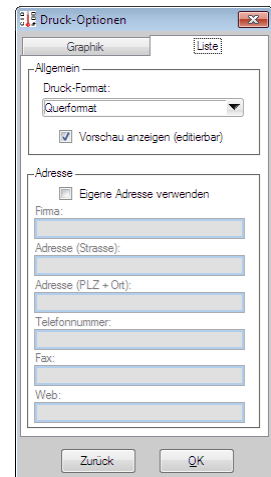 Druck-Optionen
Graphik
Liste
Allgemein
Druck-Format:
Querformat
Vorschau anzeigen (editierbar)
Adresse
Eigene Adresse verwenden
Firma:
Adresse (Strasse):
Adresse (PLZ + Ort):
Telefonnummer:
Fax:
Web:
Zurück
OK